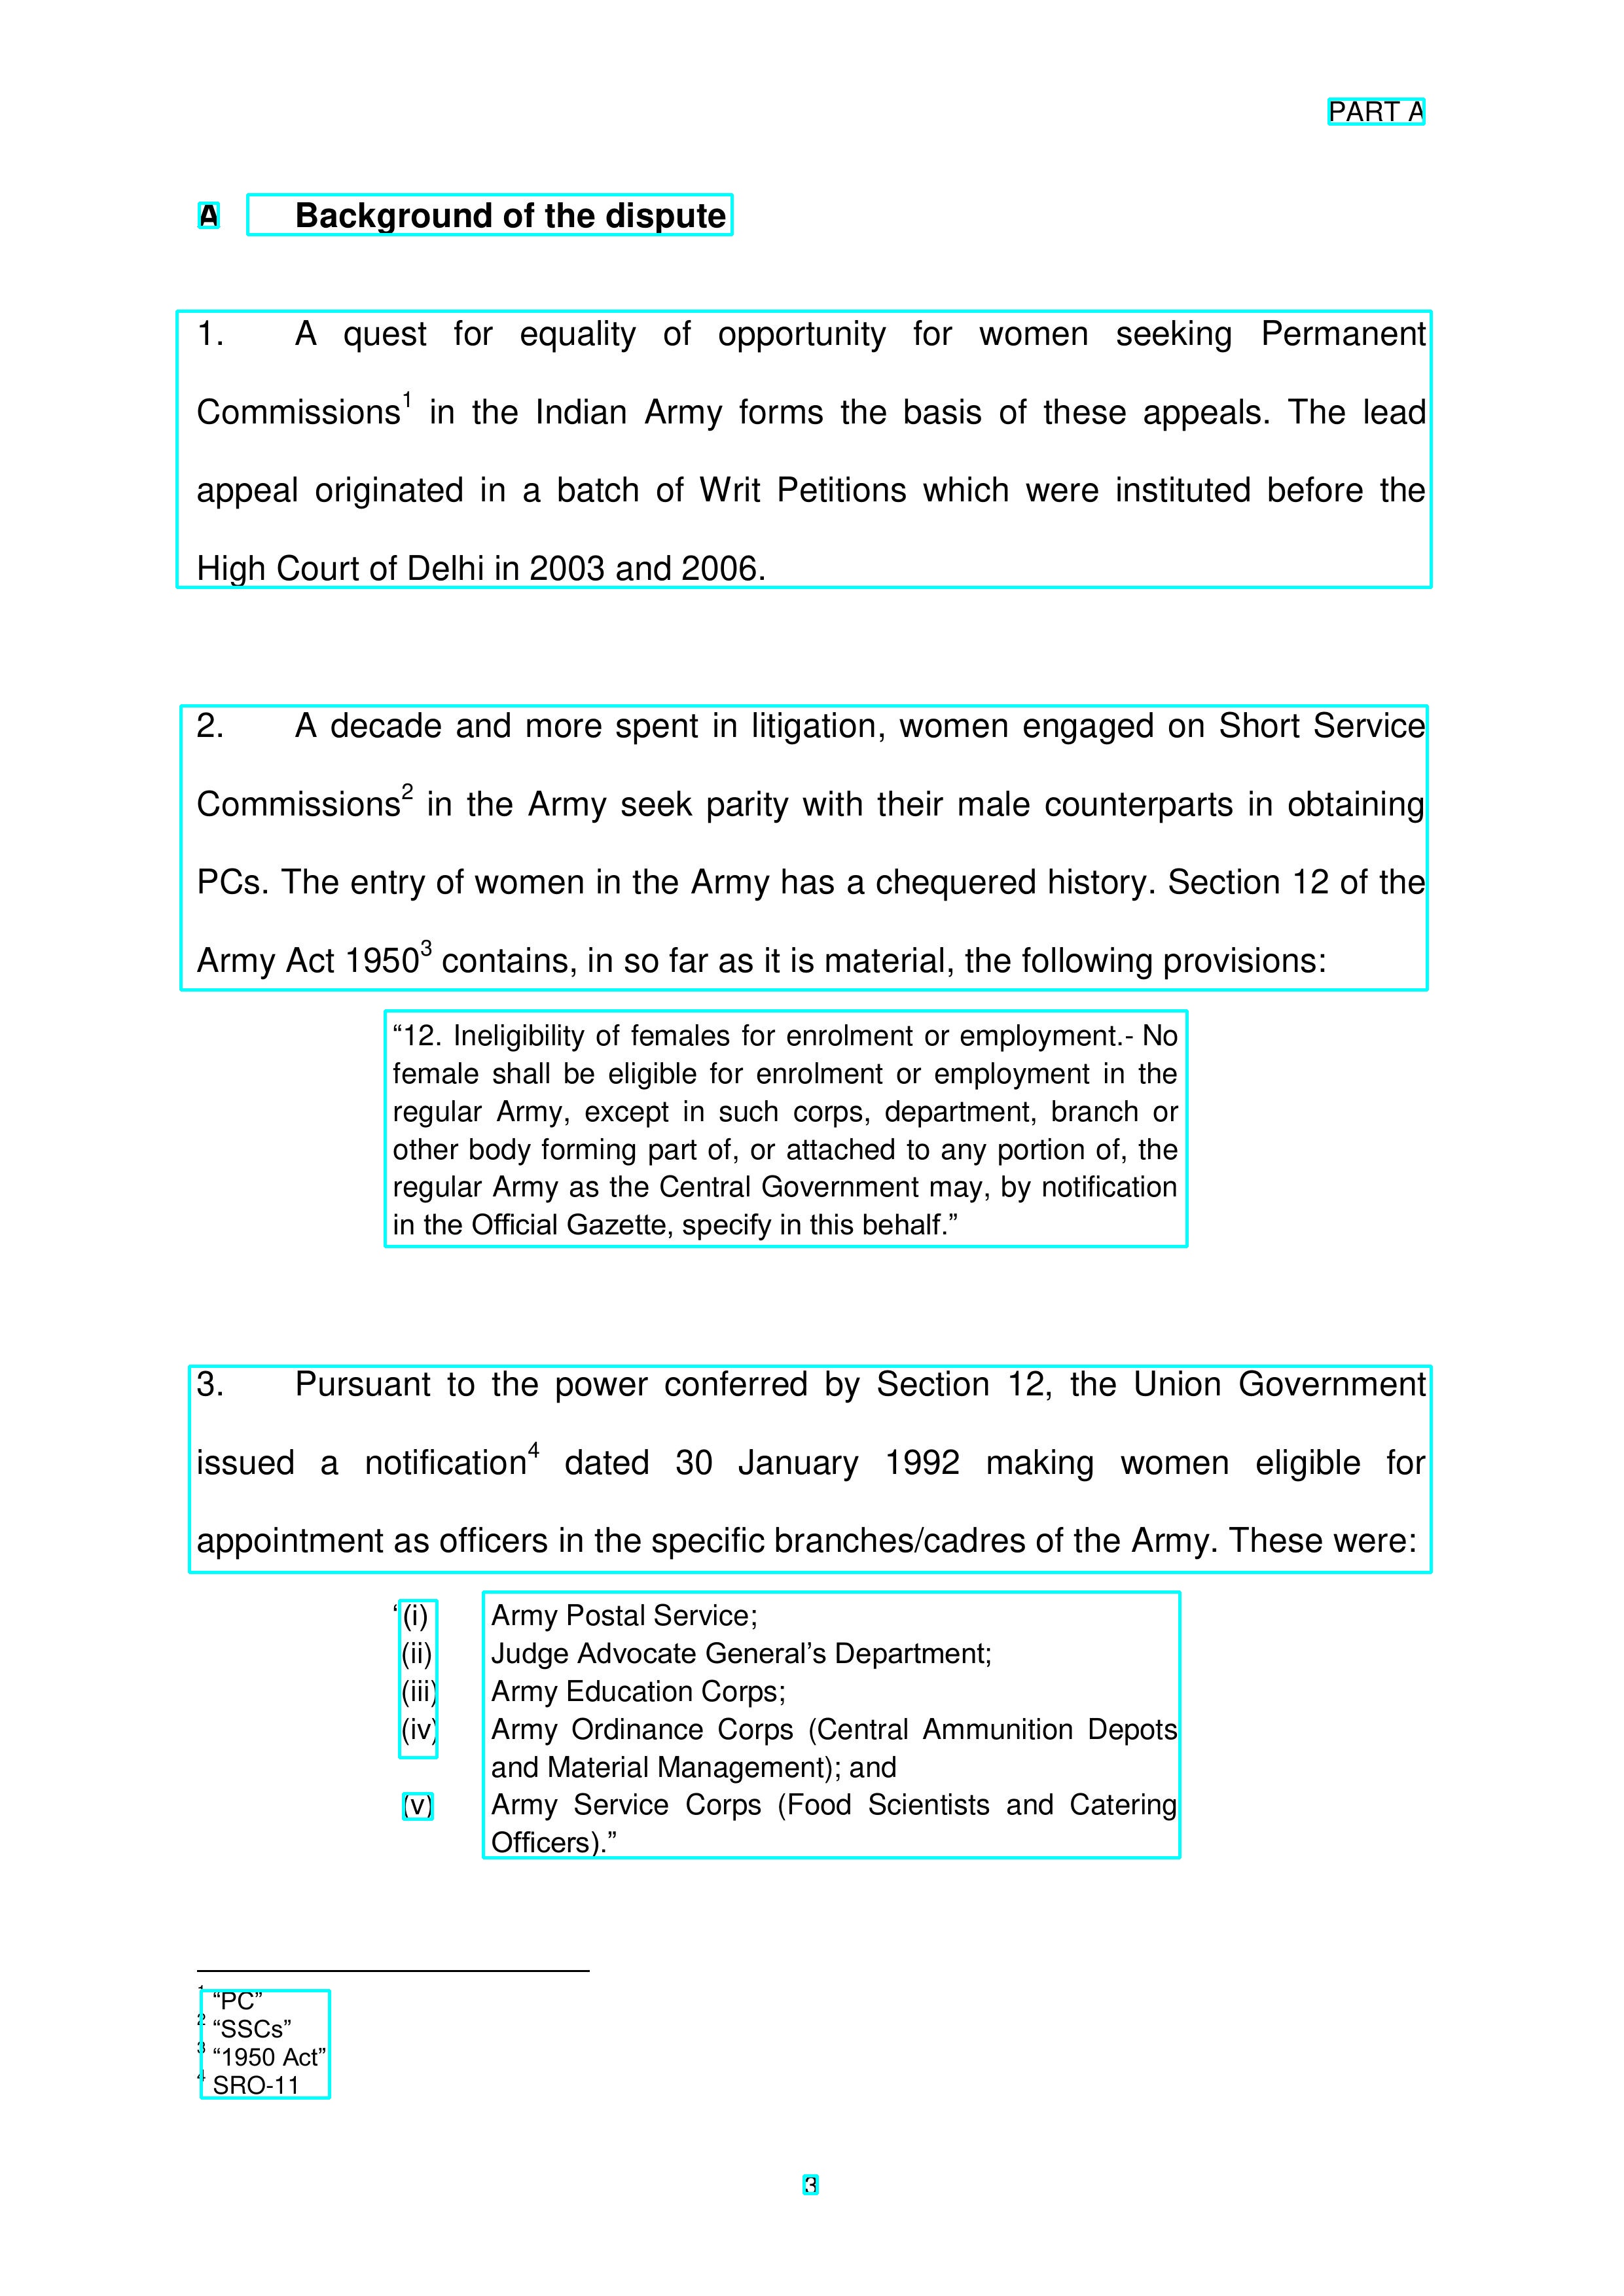 PART A
A Background of the dispute
1. A quest for equality of opportunity for women seeking Permanent
Commissions¹ in the Indian Army forms the basis of these appeals. The lead
appeal originated in a batch of Writ Petitions which were instituted before the
High Court of Delhi in 2003 and 2006.
2. A decade and more spent in litigation, women engaged on Short Service
Commissions² in the Army seek parity with their male counterparts in obtaining
PCs. The entry of women in the Army has a chequered history. Section 12 of the
Army Act 1950³ contains, in so far as it is material, the following provisions:
“12. Ineligibility of females for enrolment or employment.- No
female shall be eligible for enrolment or employment in the
regular Army, except in such corps, department, branch or
other body forming part of, or attached to any portion of, the
regular Army as the Central Government may, by notification
in the Official Gazette, specify in this behalf.”
3. Pursuant to the power conferred by Section 12, the Union Government
issued a notification⁴ dated 30 January 1992 making women eligible for
appointment as officers in the specific branches/cadres of the Army. These were:
‘(i) Army Postal Service;
(ii) Judge Advocate General’s Department;
(iii) Army Education Corps;
(iv) Army Ordinance Corps (Central Ammunition Depots
and Material Management); and
(v) Army Service Corps (Food Scientists and Catering
Officers).”
1 “PC”
2 “SSCs”
3 “1950 Act”
4 SRO-11
3